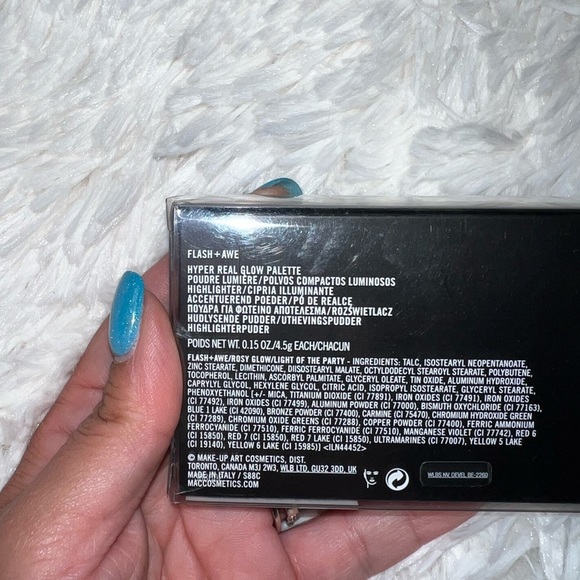 FLASH + AWE
HYPER REAL GLOW PALETTE
POUDRE LUMIÈRE/POLVOS COMPACTOS LUMINOSOS
HIGHLIGHTER/CIPRIA ILLUMINANTE
ACCENTUEREND POEDER/PÓ DE REALCE
ΠΟΥΔΡΑ ΓΙΑ ΦΩΤΕΙΝΟ ΑΠΟΤΕΛΕΣΜΑ/ROZŚWIETLACZ
HUDLYSENDE PUDDER/UTHEVINGSPUDDER
HIGHLIGHTERPUDER
POIDS NET WT. 0.15 OZ./4.5g EACH/CHACUN
FLASH+AWE/ROSY GLOW/LIGHT OF THE PARTY - INGREDIENTS: TALC, ISOSTEARYL NEOPENTANOATE,
ZINC STEARATE, DIMETHICONE, DIISOSTEARYL MALATE, OCTYLDODECYL STEAROYL STEARATE, POLYBUTENE,
TOCOPHEROL, LECITHIN, ASCORBYL PALMITATE, GLYCERYL OLEATE, TIN OXIDE, ALUMINUM HYDROXIDE,
CAPRYLYL GLYCOL, HEXYLENE GLYCOL, CITRIC ACID, ISOPROPYL ISOSTEARATE, GLYCERYL STEARATE,
PHENOXYETHANOL [+/- MICA, TITANIUM DIOXIDE (CI 77891), IRON OXIDES (CI 77491), IRON OXIDES
(CI 77492), IRON OXIDES (CI 77499), ALUMINUM POWDER (CI 77000), BISMUTH OXYCHLORIDE (CI 77163),
BLUE 1 LAKE (CI 42090), BRONZE POWDER (CI 77400), CARMINE (CI 75470), CHROMIUM HYDROXIDE GREEN
(CI 77289), CHROMIUM OXIDE GREENS (CI 77288), COPPER POWDER (CI 77400), FERRIC AMMONIUM
FERROCYANIDE (CI 77510), FERRIC FERROCYANIDE (CI 77510), MANGANESE VIOLET (CI 77742), RED 6
(CI 15850), RED 7 (CI 15850), RED 7 LAKE (CI 15850), ULTRAMARINES (CI 77007), YELLOW 5 LAKE
(CI 19140), YELLOW 6 LAKE (CI 15985)] <ILN44452>
© MAKE-UP ART COSMETICS, DIST.
TORONTO, CANADA M3J 2W3, WLB LTD, GU32 3DD, UK
MADE IN ITALY / S88C
MACCOSMETICS.COM
WLBS NV, OEVEL BE-2260